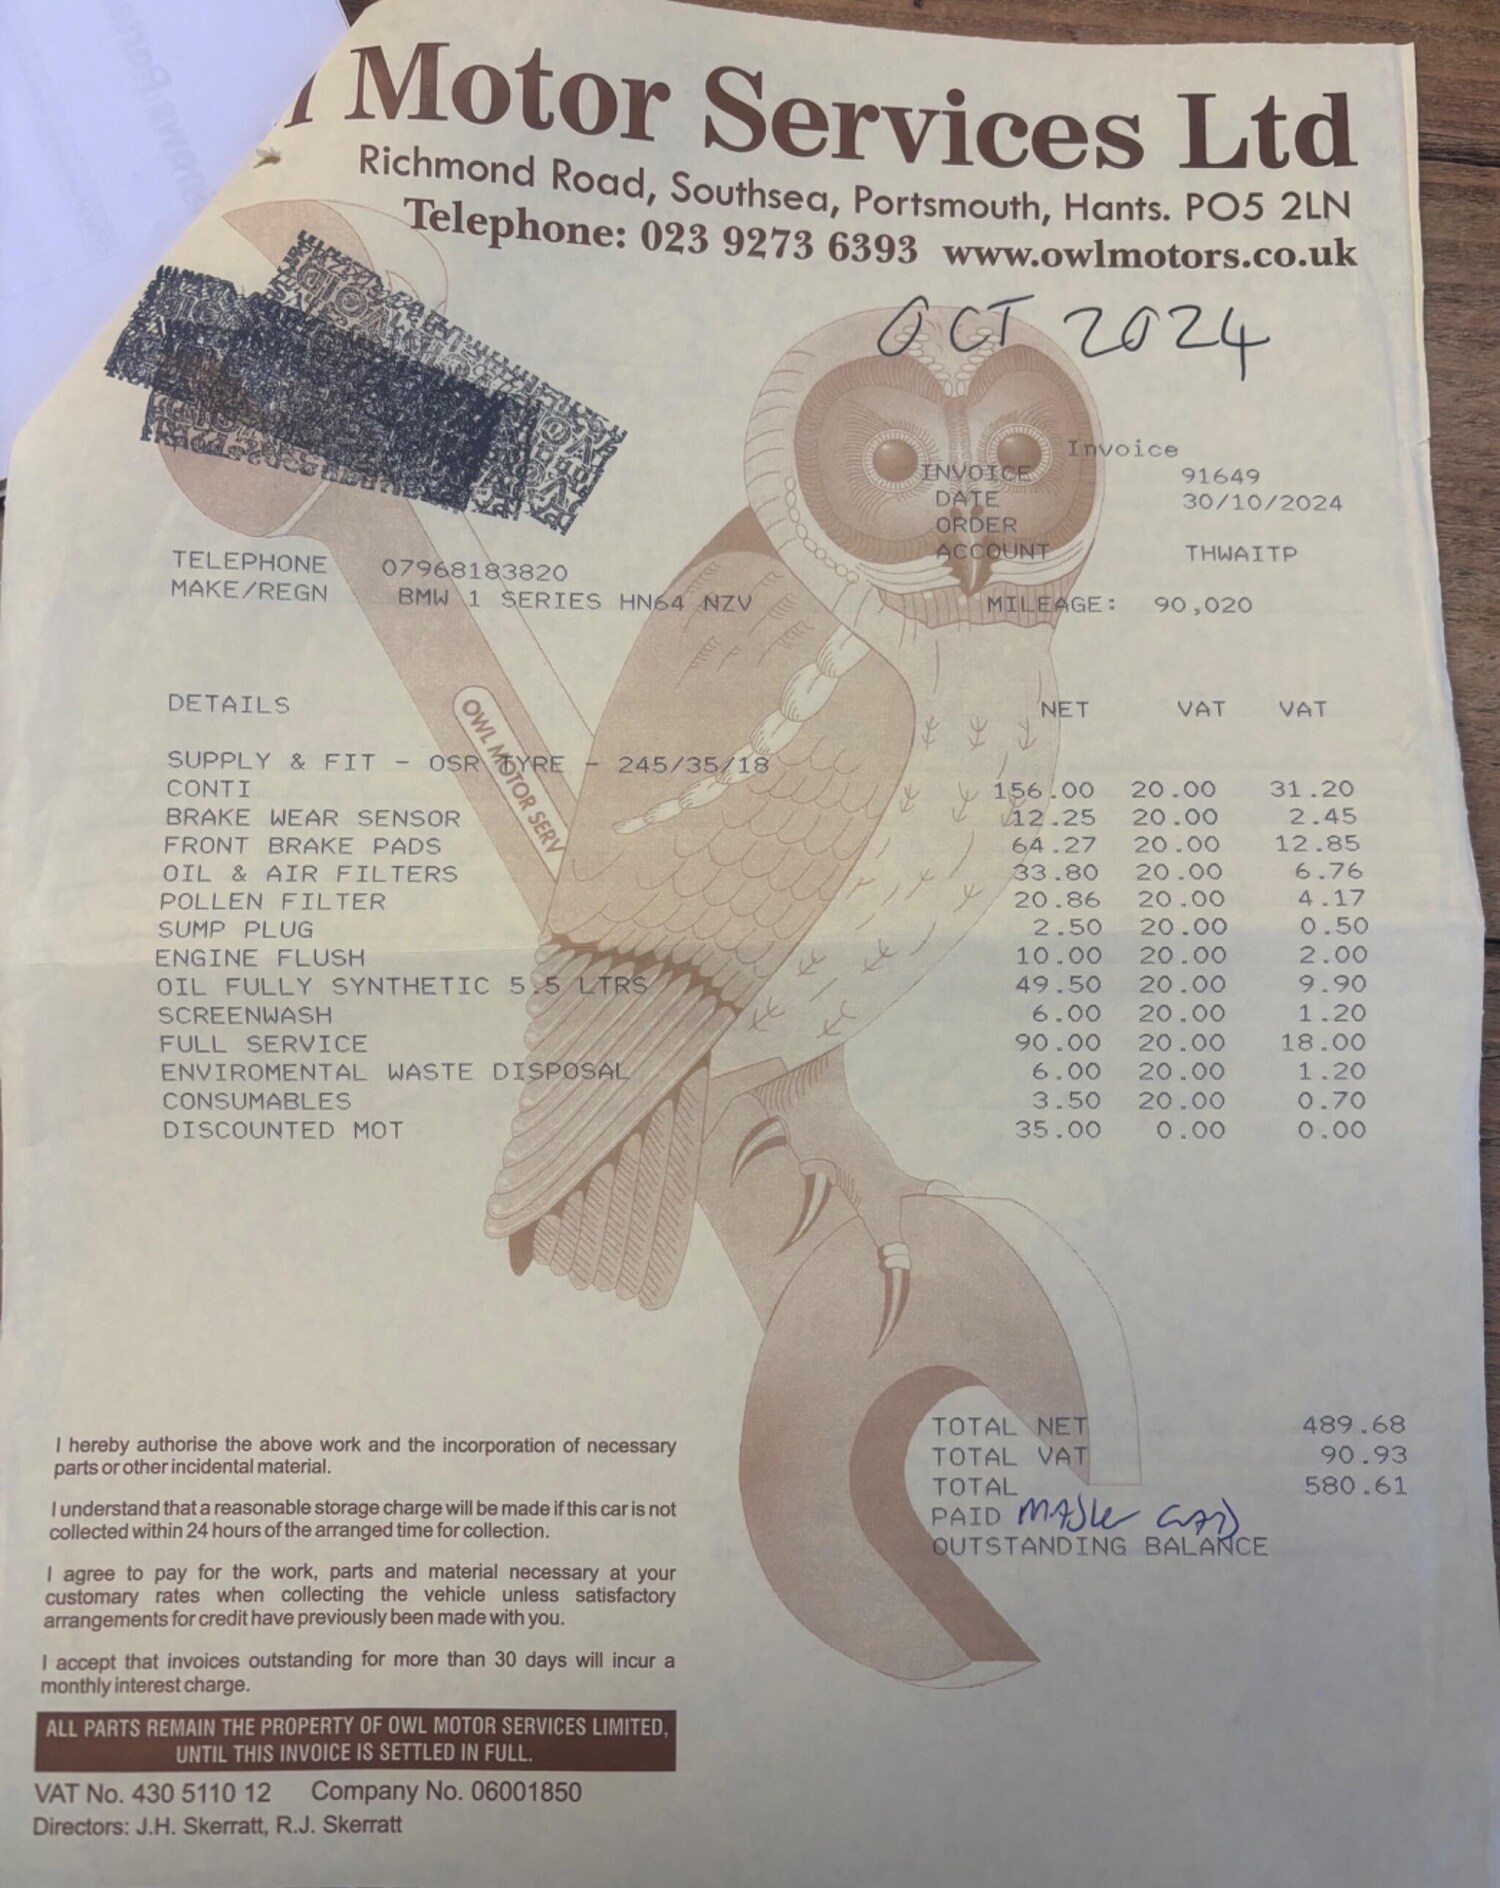 Motor Services Ltd
Richmond Road, Southsea, Portsmouth, Hants. PO5 2LN
Telephone: 023 9273 6393 www.owlmotors.co.uk
OCT 2024
Invoice
INVOICE 91649
DATE 30/10/2024
ORDER
ACCOUNT THWAITP
TELEPHONE 07968183820
MAKE/REGN BMW 1 SERIES HN64 NZV MILEAGE: 90,020
OWL MOTOR SERV
DETAILS NET VAT VAT
SUPPLY & FIT - OSR TYRE - 245/35/18
CONTI 156.00 20.00 31.20
BRAKE WEAR SENSOR 12.25 20.00 2.45
FRONT BRAKE PADS 64.27 20.00 12.85
OIL & AIR FILTERS 33.80 20.00 6.76
POLLEN FILTER 20.86 20.00 4.17
SUMP PLUG 2.50 20.00 0.50
ENGINE FLUSH 10.00 20.00 2.00
OIL FULLY SYNTHETIC 5.5 LTRS 49.50 20.00 9.90
SCREENWASH 6.00 20.00 1.20
FULL SERVICE 90.00 20.00 18.00
ENVIROMENTAL WASTE DISPOSAL 6.00 20.00 1.20
CONSUMABLES 3.50 20.00 0.70
DISCOUNTED MOT 35.00 0.00 0.00
TOTAL NET 489.68
TOTAL VAT 90.93
TOTAL 580.61
PAID
OUTSTANDING BALANCE
I hereby authorise the above work and the incorporation of necessary
parts or other incidental material.
I understand that a reasonable storage charge will be made if this car is not
collected within 24 hours of the arranged time for collection.
I agree to pay for the work, parts and material necessary at your
customary rates when collecting the vehicle unless satisfactory
arrangements for credit have previously been made with you.
I accept that invoices outstanding for more than 30 days will incur a
monthly interest charge.
ALL PARTS REMAIN THE PROPERTY OF OWL MOTOR SERVICES LIMITED,
UNTIL THIS INVOICE IS SETTLED IN FULL.
VAT No. 430 5110 12 Company No. 06001850
Directors: J.H. Skerratt, R.J. Skerratt